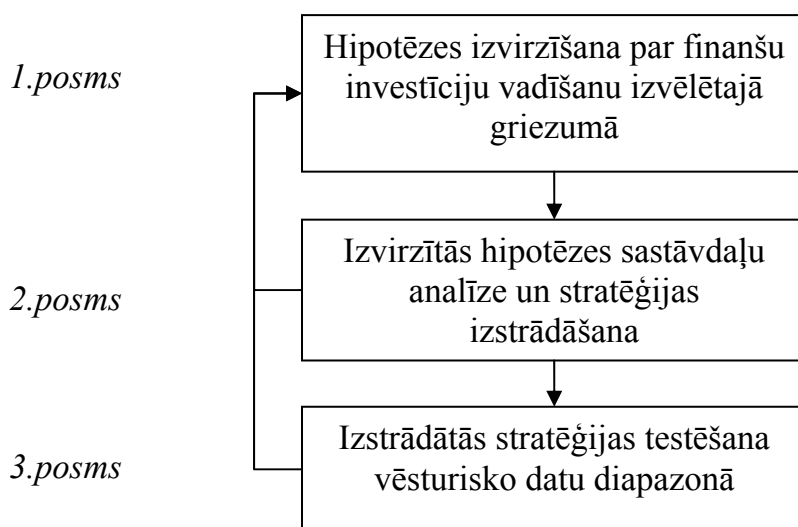 1.posms
Hipotēzes izvirzīšana par finanšu
investīciju vadīšanu izvēlētajā
griezumā
2.posms
Izvirzītās hipotēzes sastāvdaļu
analīze un stratēģijas
izstrādāšana
3.posms
Izstrādātās stratēģijas testēšana
vēsturisko datu diapazonā